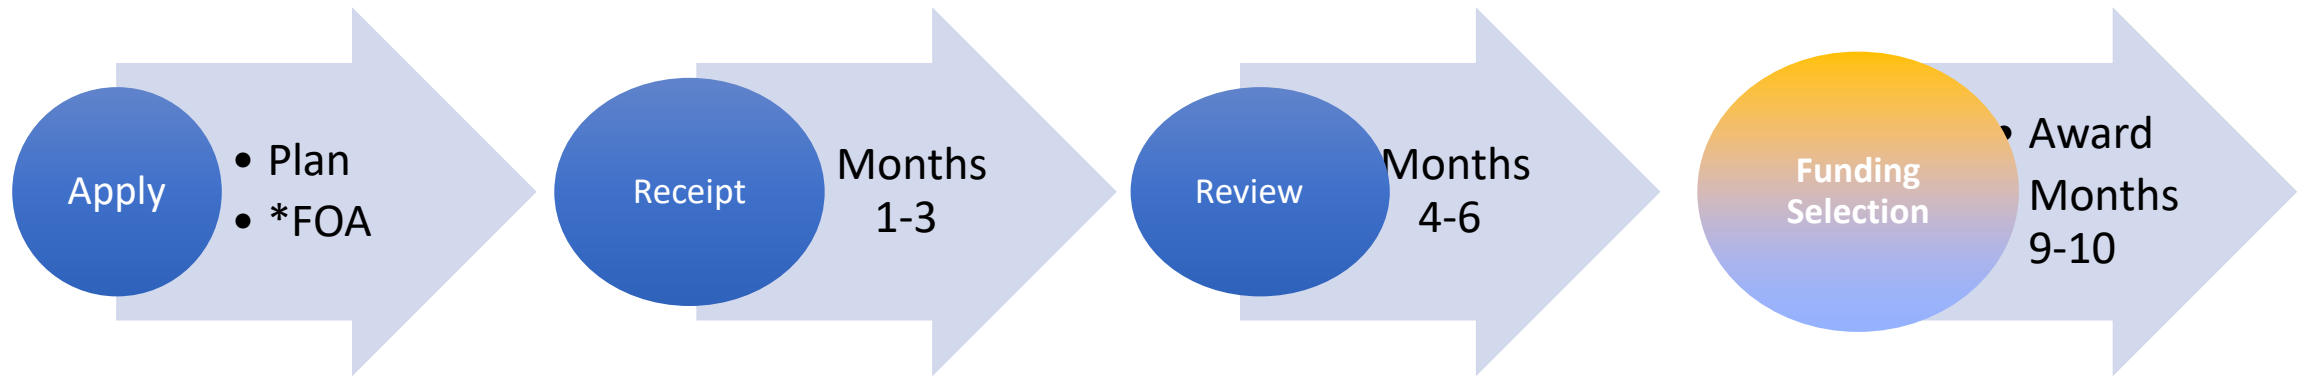 Apply
• Plan
• *FOA
Receipt
Months
1-3
Review
Months
4-6
Funding
Selection
• Award
Months
9-10